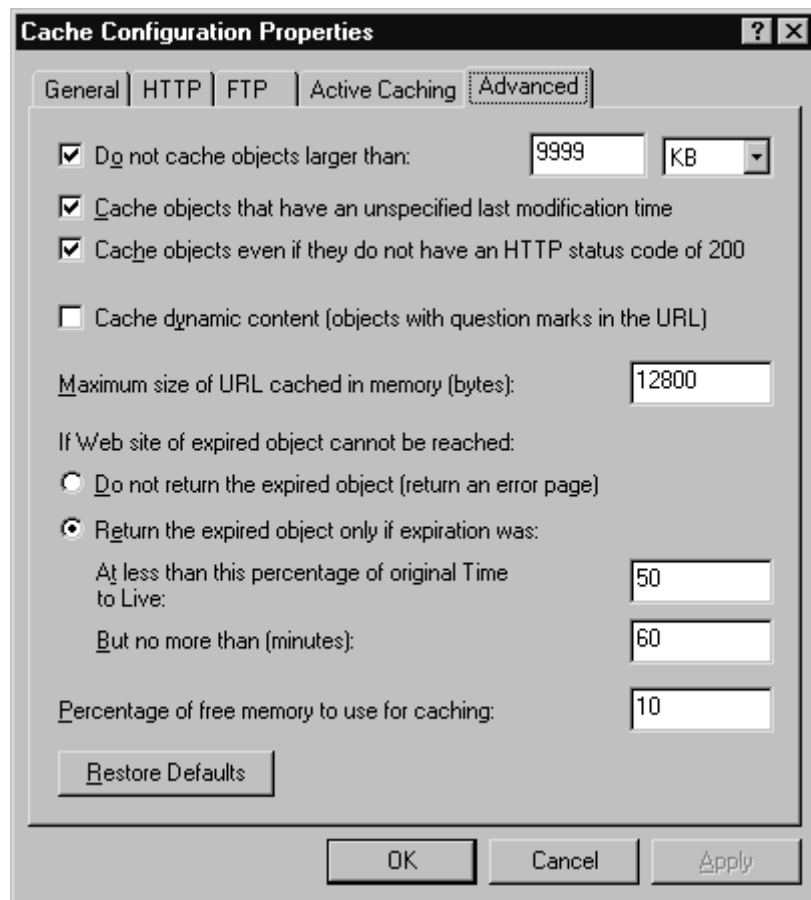 Cache Configuration Properties
General HTTP FTP Active Caching Advanced
Do not cache objects larger than: 9999 KB
Cache objects that have an unspecified last modification time
Cache objects even if they do not have an HTTP status code of 200
Cache dynamic content (objects with question marks in the URL)
Maximum size of URL cached in memory (bytes): 12800
If Web site of expired object cannot be reached:
Do not return the expired object (return an error page)
Return the expired object only if expiration was:
At less than this percentage of original Time
to Live: 50
But no more than (minutes): 60
Percentage of free memory to use for caching: 10
Restore Defaults
OK Cancel Apply